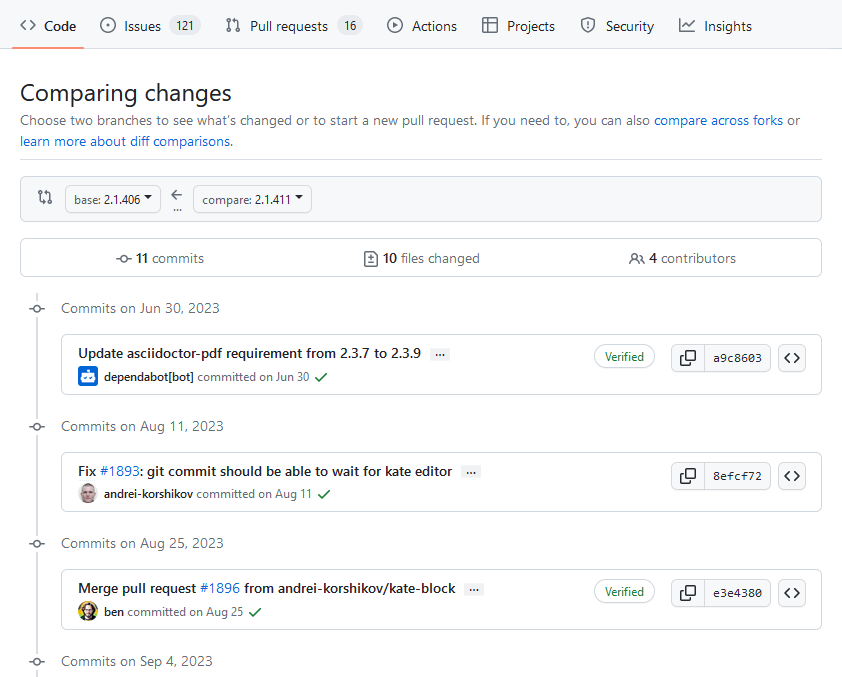 Code Issues 121 Pull requests 16 Actions Projects Security Insights
Comparing changes
Choose two branches to see what's changed or to start a new pull request. If you need to, you can also compare across forks or
learn more about diff comparisons.
base: 2.1.406 ... compare: 2.1.411
11 commits 10 files changed 4 contributors
Commits on Jun 30, 2023
Update asciidoctor-pdf requirement from 2.3.7 to 2.3.9 ...
Verified a9c8603
dependabot[bot] committed on Jun 30
Commits on Aug 11, 2023
Fix #1893: git commit should be able to wait for kate editor ...
8efcf72
andrei-korshikov committed on Aug 11
Commits on Aug 25, 2023
Merge pull request #1896 from andrei-korshikov/kate-block ...
Verified e3e4380
ben committed on Aug 25
Commits on Sep 4, 2023